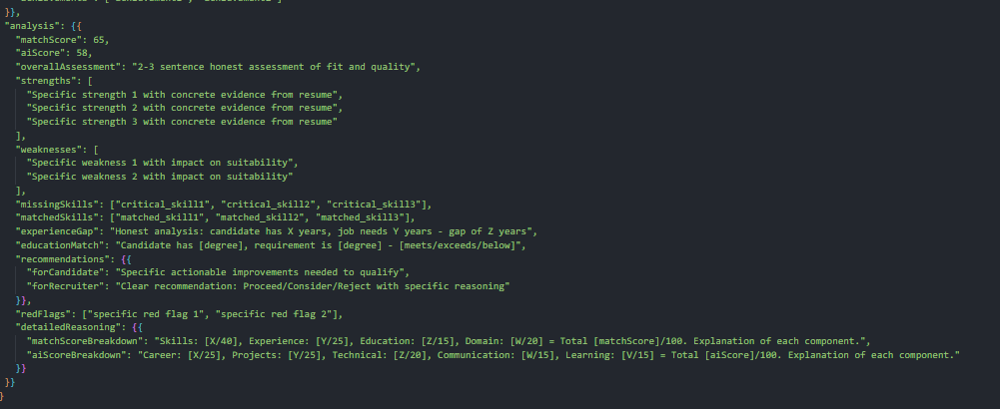 }},
"analysis": {{
"matchScore": 65,
"aiScore": 58,
"overallAssessment": "2-3 sentence honest assessment of fit and quality",
"strengths": [
"Specific strength 1 with concrete evidence from resume",
"Specific strength 2 with concrete evidence from resume",
"Specific strength 3 with concrete evidence from resume"
],
"weaknesses": [
"Specific weakness 1 with impact on suitability",
"Specific weakness 2 with impact on suitability"
],
"missingSkills": ["critical_skill1", "critical_skill2", "critical_skill3"],
"matchedSkills": ["matched_skill1", "matched_skill2", "matched_skill3"],
"experienceGap": "Honest analysis: candidate has X years, job needs Y years - gap of Z years",
"educationMatch": "Candidate has [degree], requirement is [degree] - [meets/exceeds/below]",
"recommendations": {{
"forCandidate": "Specific actionable improvements needed to qualify",
"forRecruiter": "Clear recommendation: Proceed/Consider/Reject with specific reasoning"
}},
"redFlags": ["specific red flag 1", "specific red flag 2"],
"detailedReasoning": {{
"matchScoreBreakdown": "Skills: [X/40], Experience: [Y/25], Education: [Z/15], Domain: [W/20] = Total [matchScore]/100. Explanation of each component.",
"aiScoreBreakdown": "Career: [X/25], Projects: [Y/25], Technical: [Z/20], Communication: [W/15], Learning: [V/15] = Total [aiScore]/100. Explanation of each component."
}}
}}
}